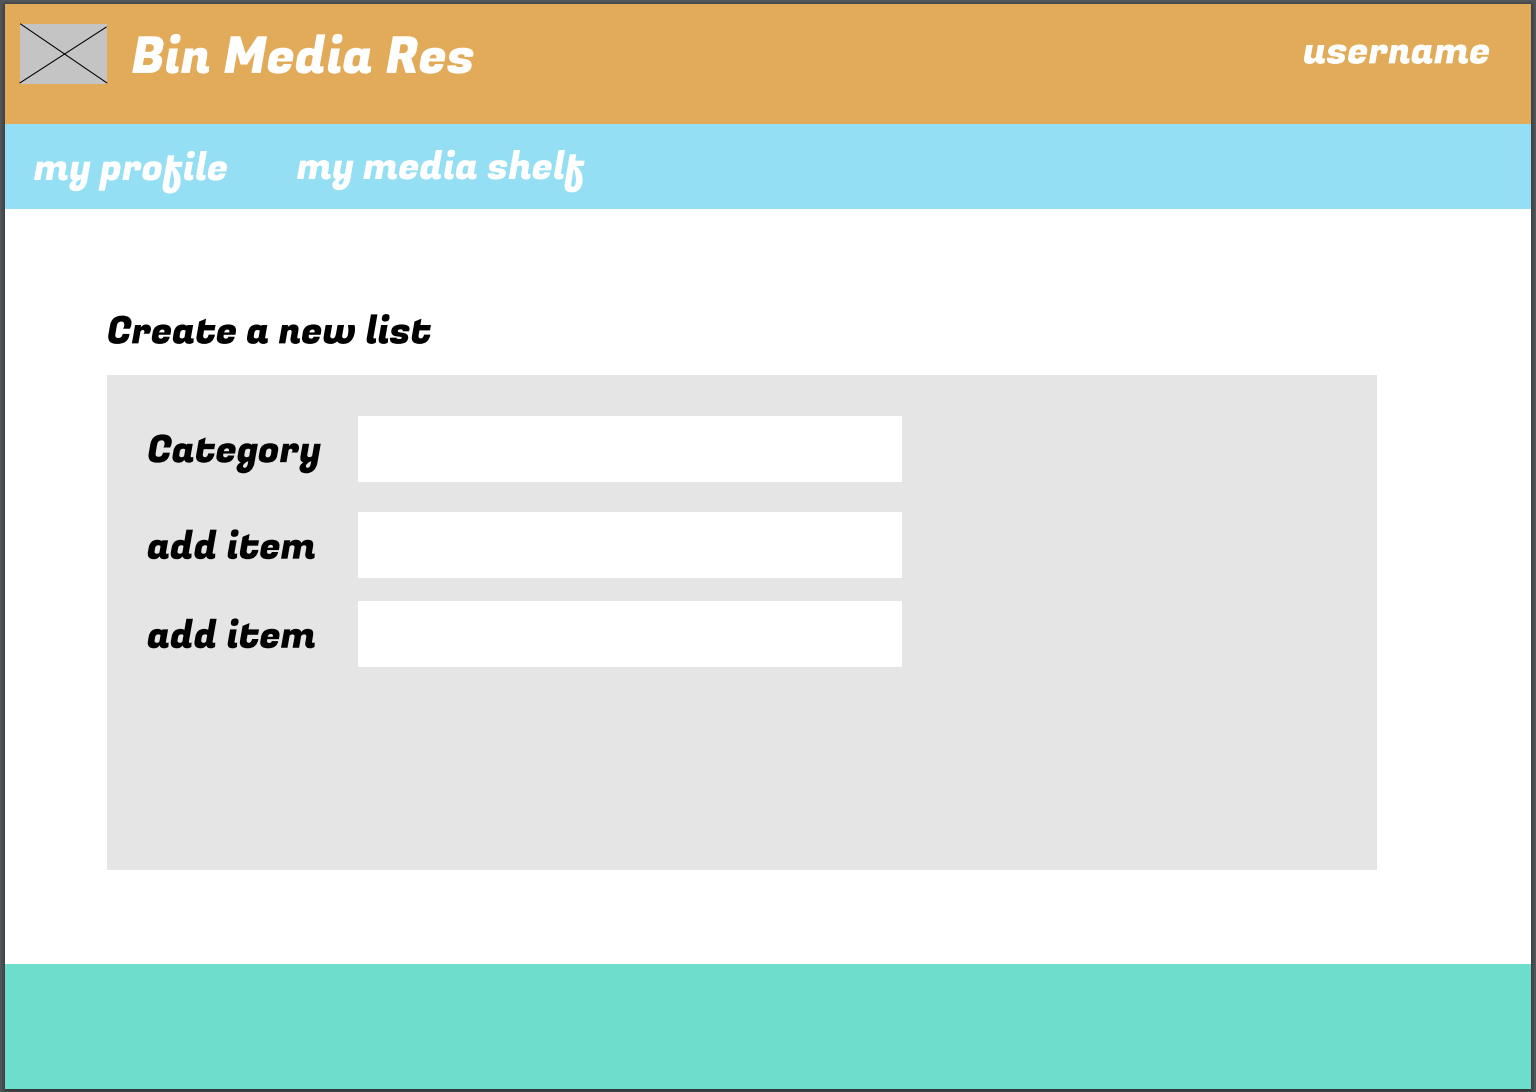 Bin Media Res
username
my profile
my media shelf
Create a new list
Category
add item
add item